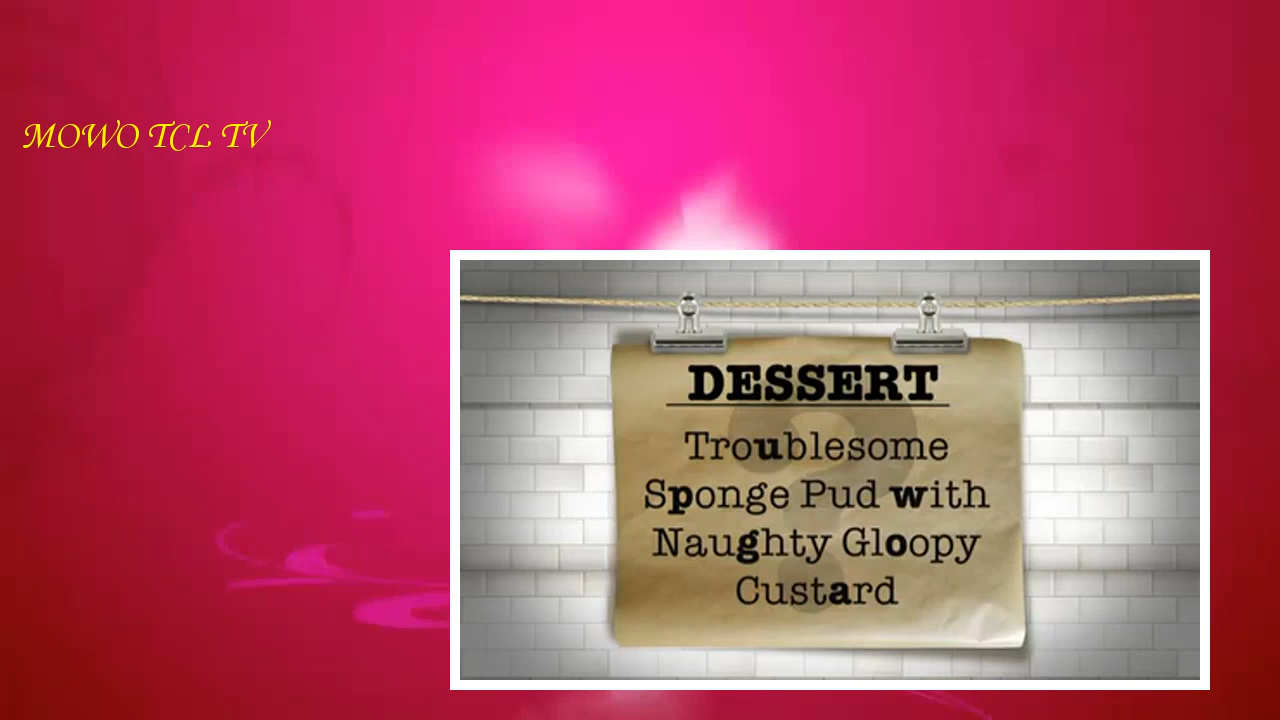 MOWO TCL TV
DESSERT
Troublesome
Sponge Pud with
Naughty Gloopy
Custard